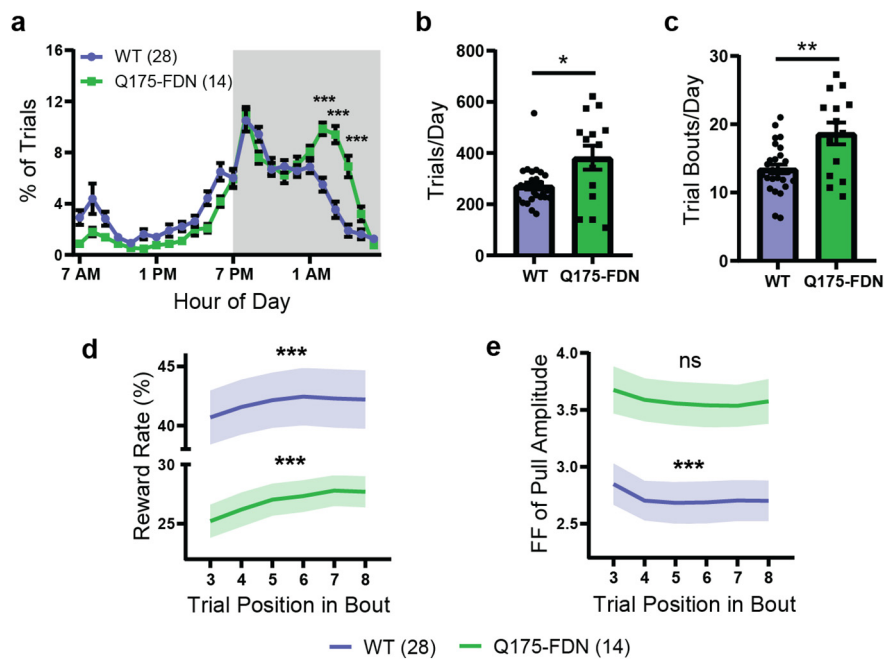 a
% of Trials
16
12
8
4
0
WT (28)
Q175-FDN (14)
***
***
***
7 AM
1 PM
7 PM
1 AM
Hour of Day
b
Trials/Day
800
600
400
200
0
*
WT
Q175-FDN
c
Trial Bouts/Day
30
20
10
0
**
WT
Q175-FDN
d
Reward Rate (%)
45
40
30
25
***
***
3 4 5 6 7 8
Trial Position in Bout
e
FF of Pull Amplitude
4.0
3.5
3.0
2.5
ns
***
3 4 5 6 7 8
Trial Position in Bout
WT (28)
Q175-FDN (14)